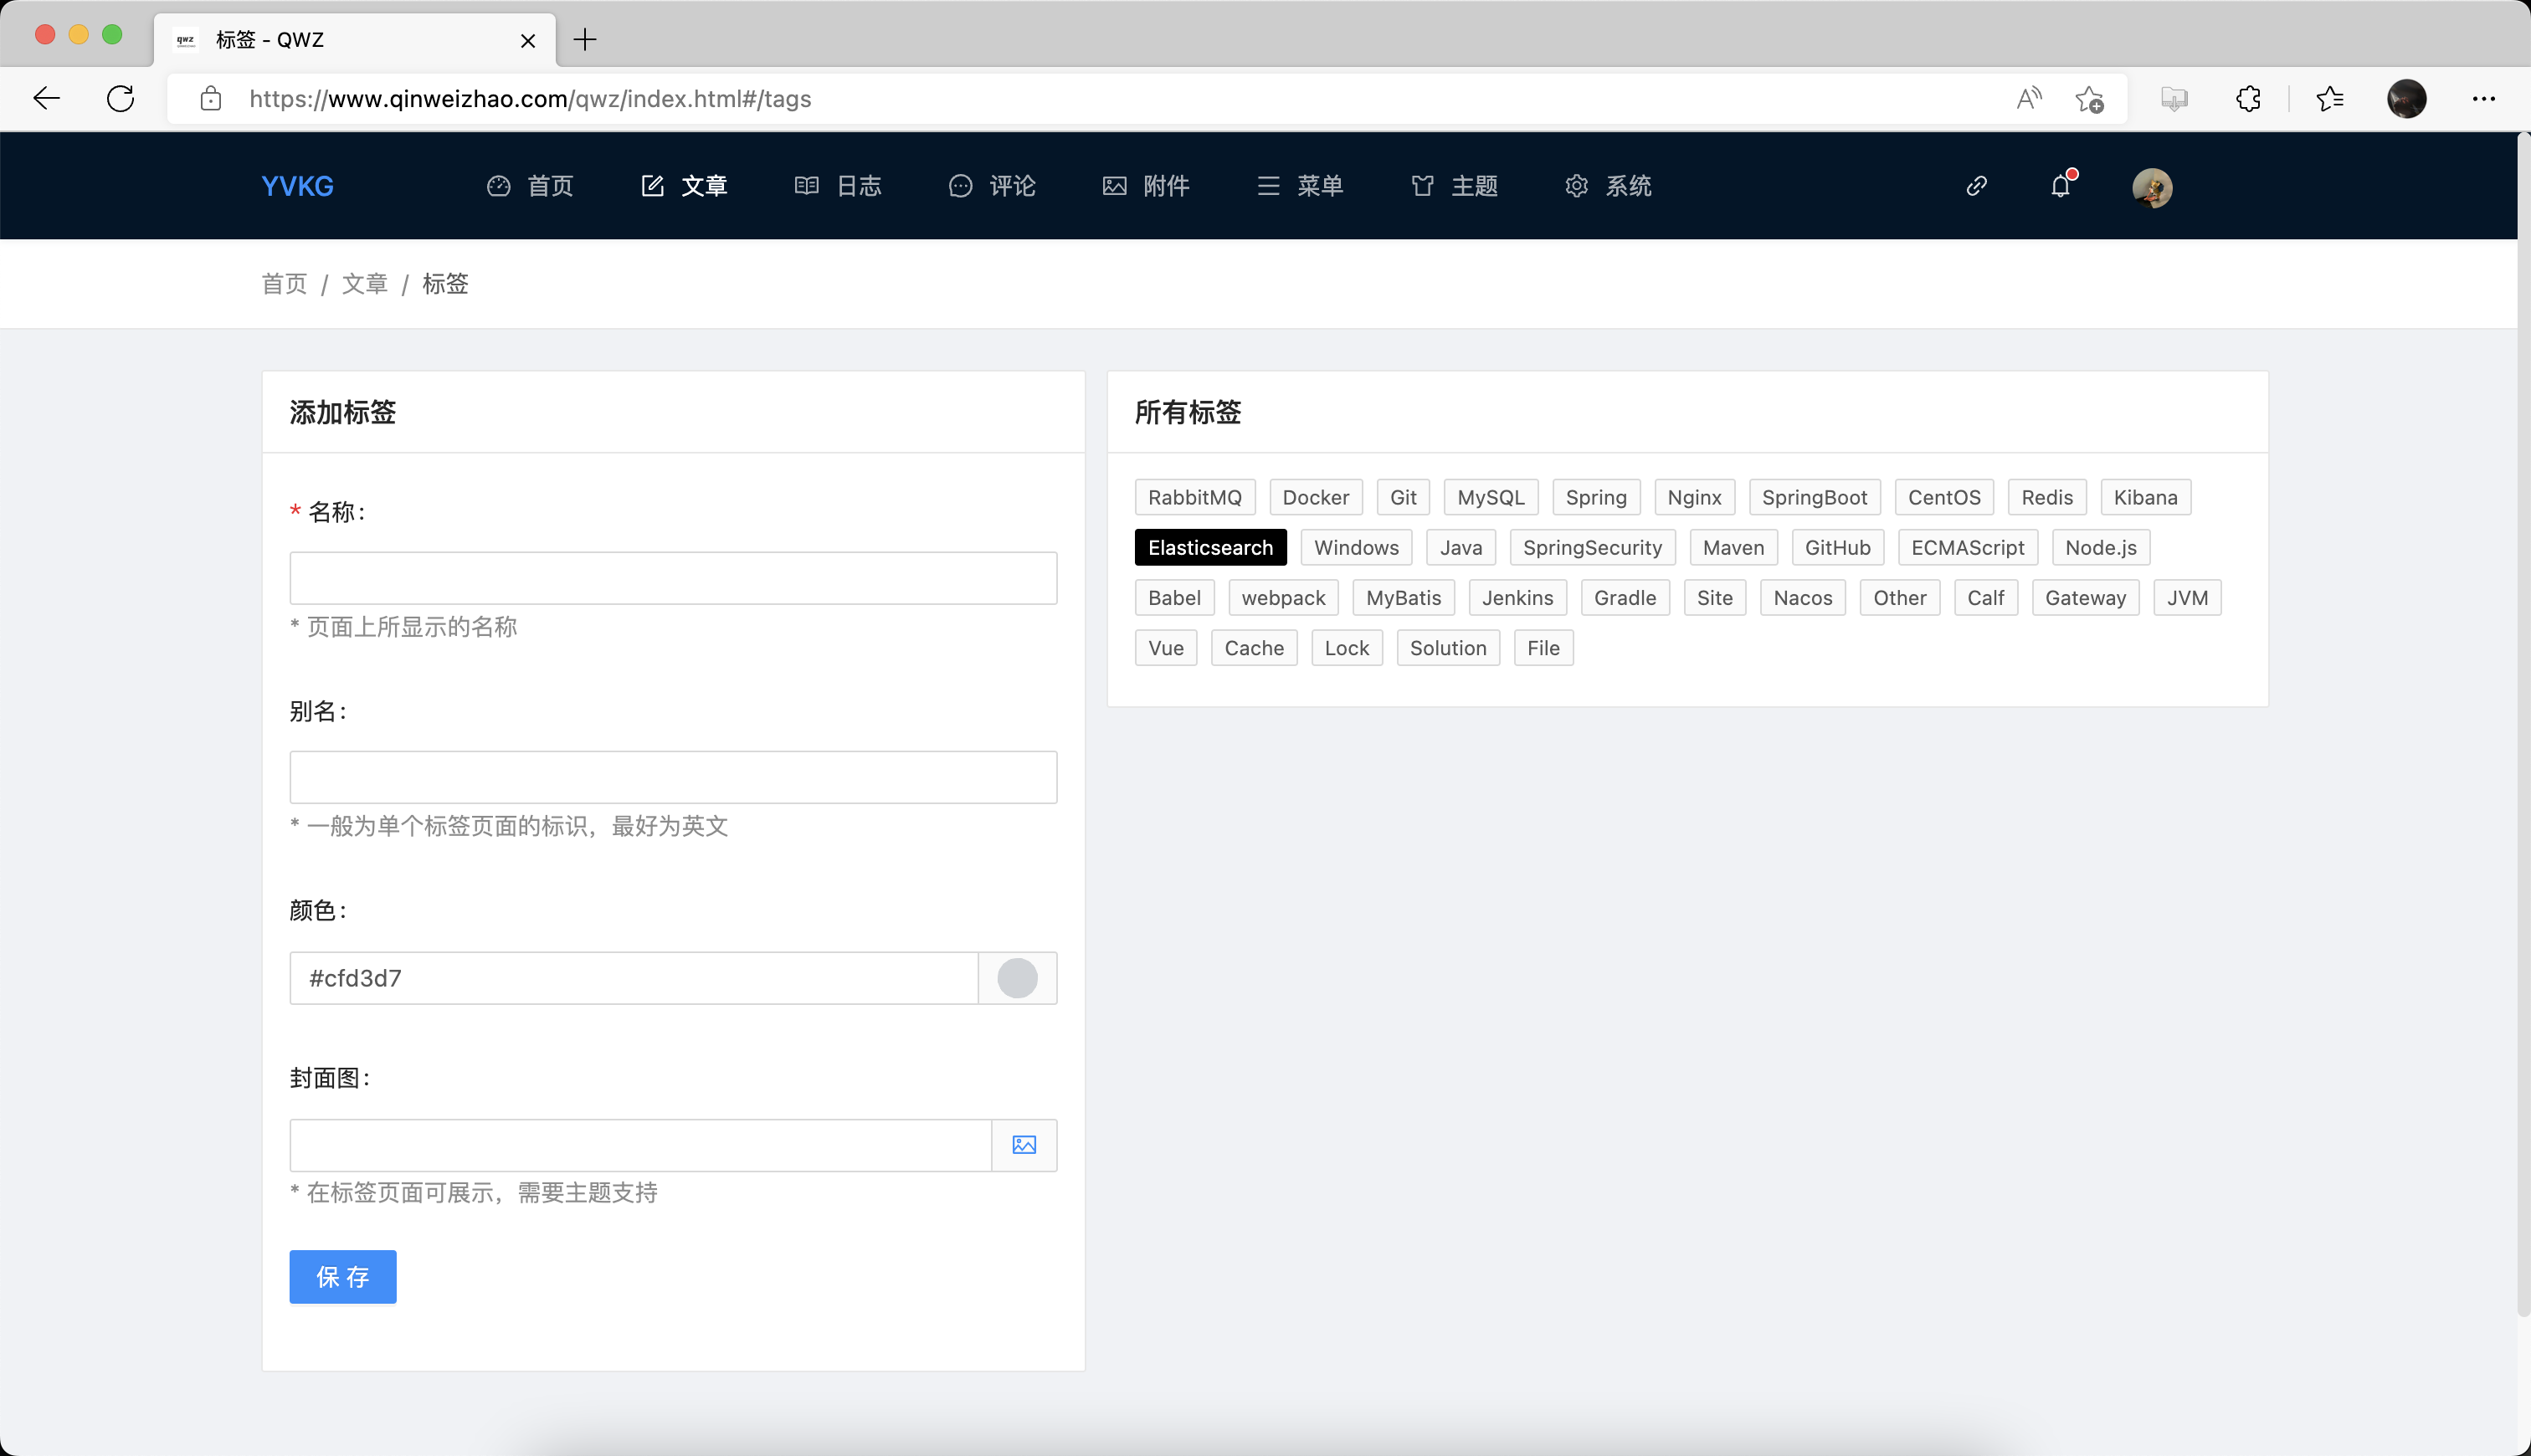 qwz 标签 - QWZ
https://www.qinweizhao.com/qwz/index.html#/tags
YVKG 首页 文章 日志 评论 附件 菜单 主题 系统
首页 / 文章 / 标签
添加标签
* 名称:
* 页面上所显示的名称
别名:
* 一般为单个标签页面的标识，最好为英文
颜色:
#cfd3d7
封面图:
* 在标签页面可展示，需要主题支持
保 存
所有标签
RabbitMQ Docker Git MySQL Spring Nginx SpringBoot CentOS Redis Kibana
Elasticsearch Windows Java SpringSecurity Maven GitHub ECMAScript Node.js
Babel webpack MyBatis Jenkins Gradle Site Nacos Other Calf Gateway JVM
Vue Cache Lock Solution File